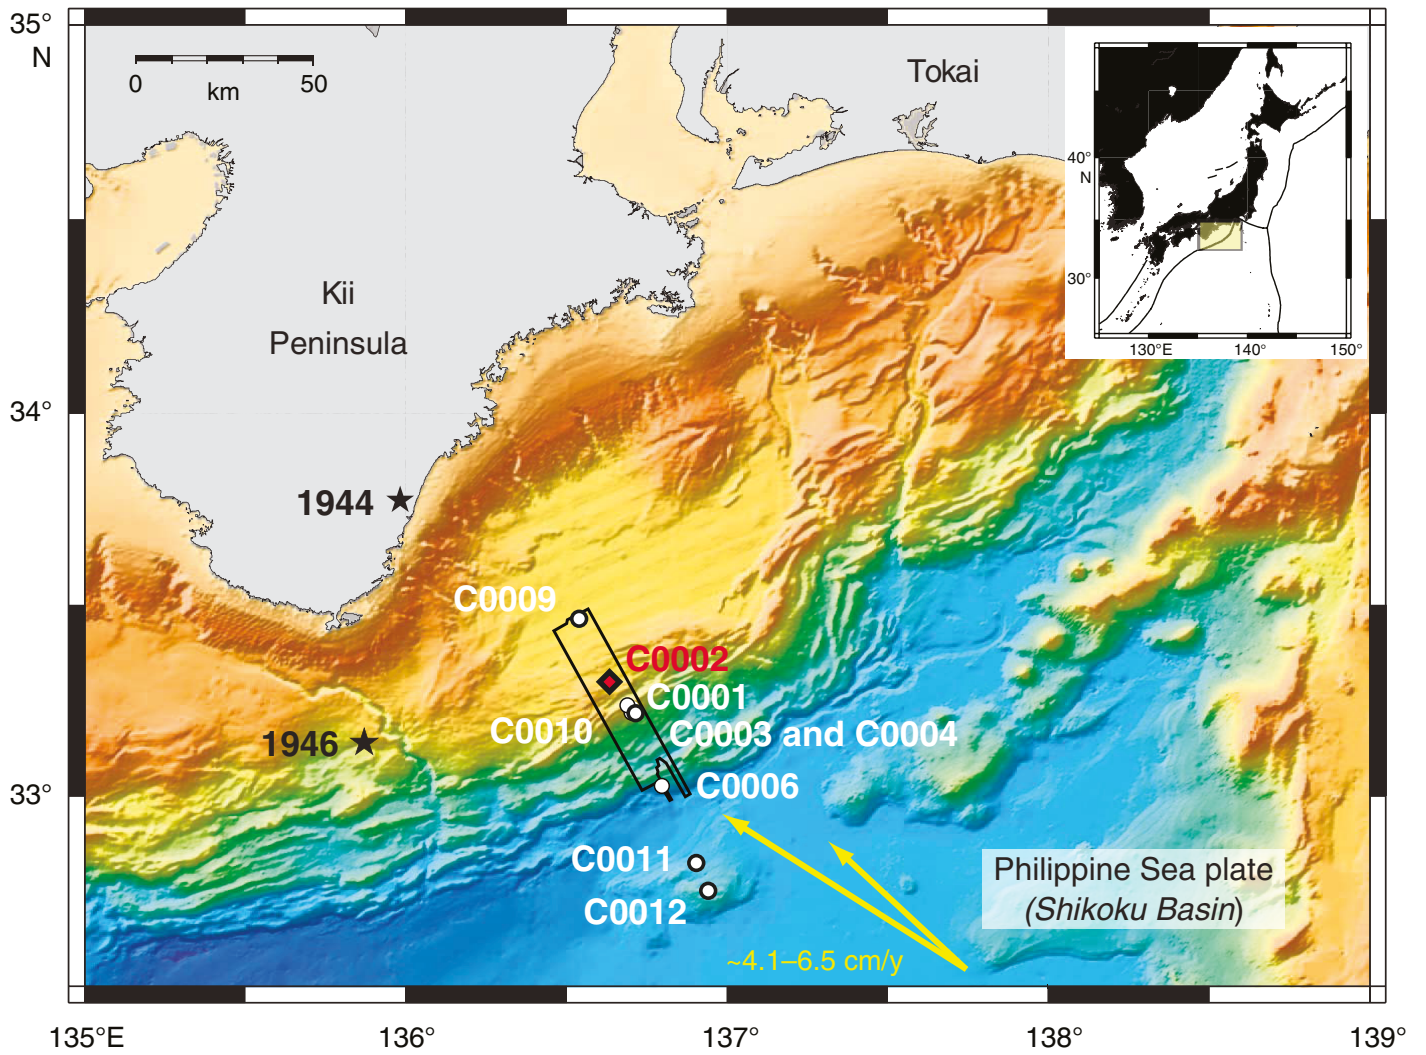 35°
N
0
50
km
Tokai
40°
N
30°
130°E
140°
150°
Kii
Peninsula
34°
1944
C0009
C0002
C0001
C0010
C0003 and C0004
1946
33°
C0006
C0011
C0012
Philippine Sea plate
(Shikoku Basin)
~4.1–6.5 cm/y
135°E
136°
137°
138°
139°